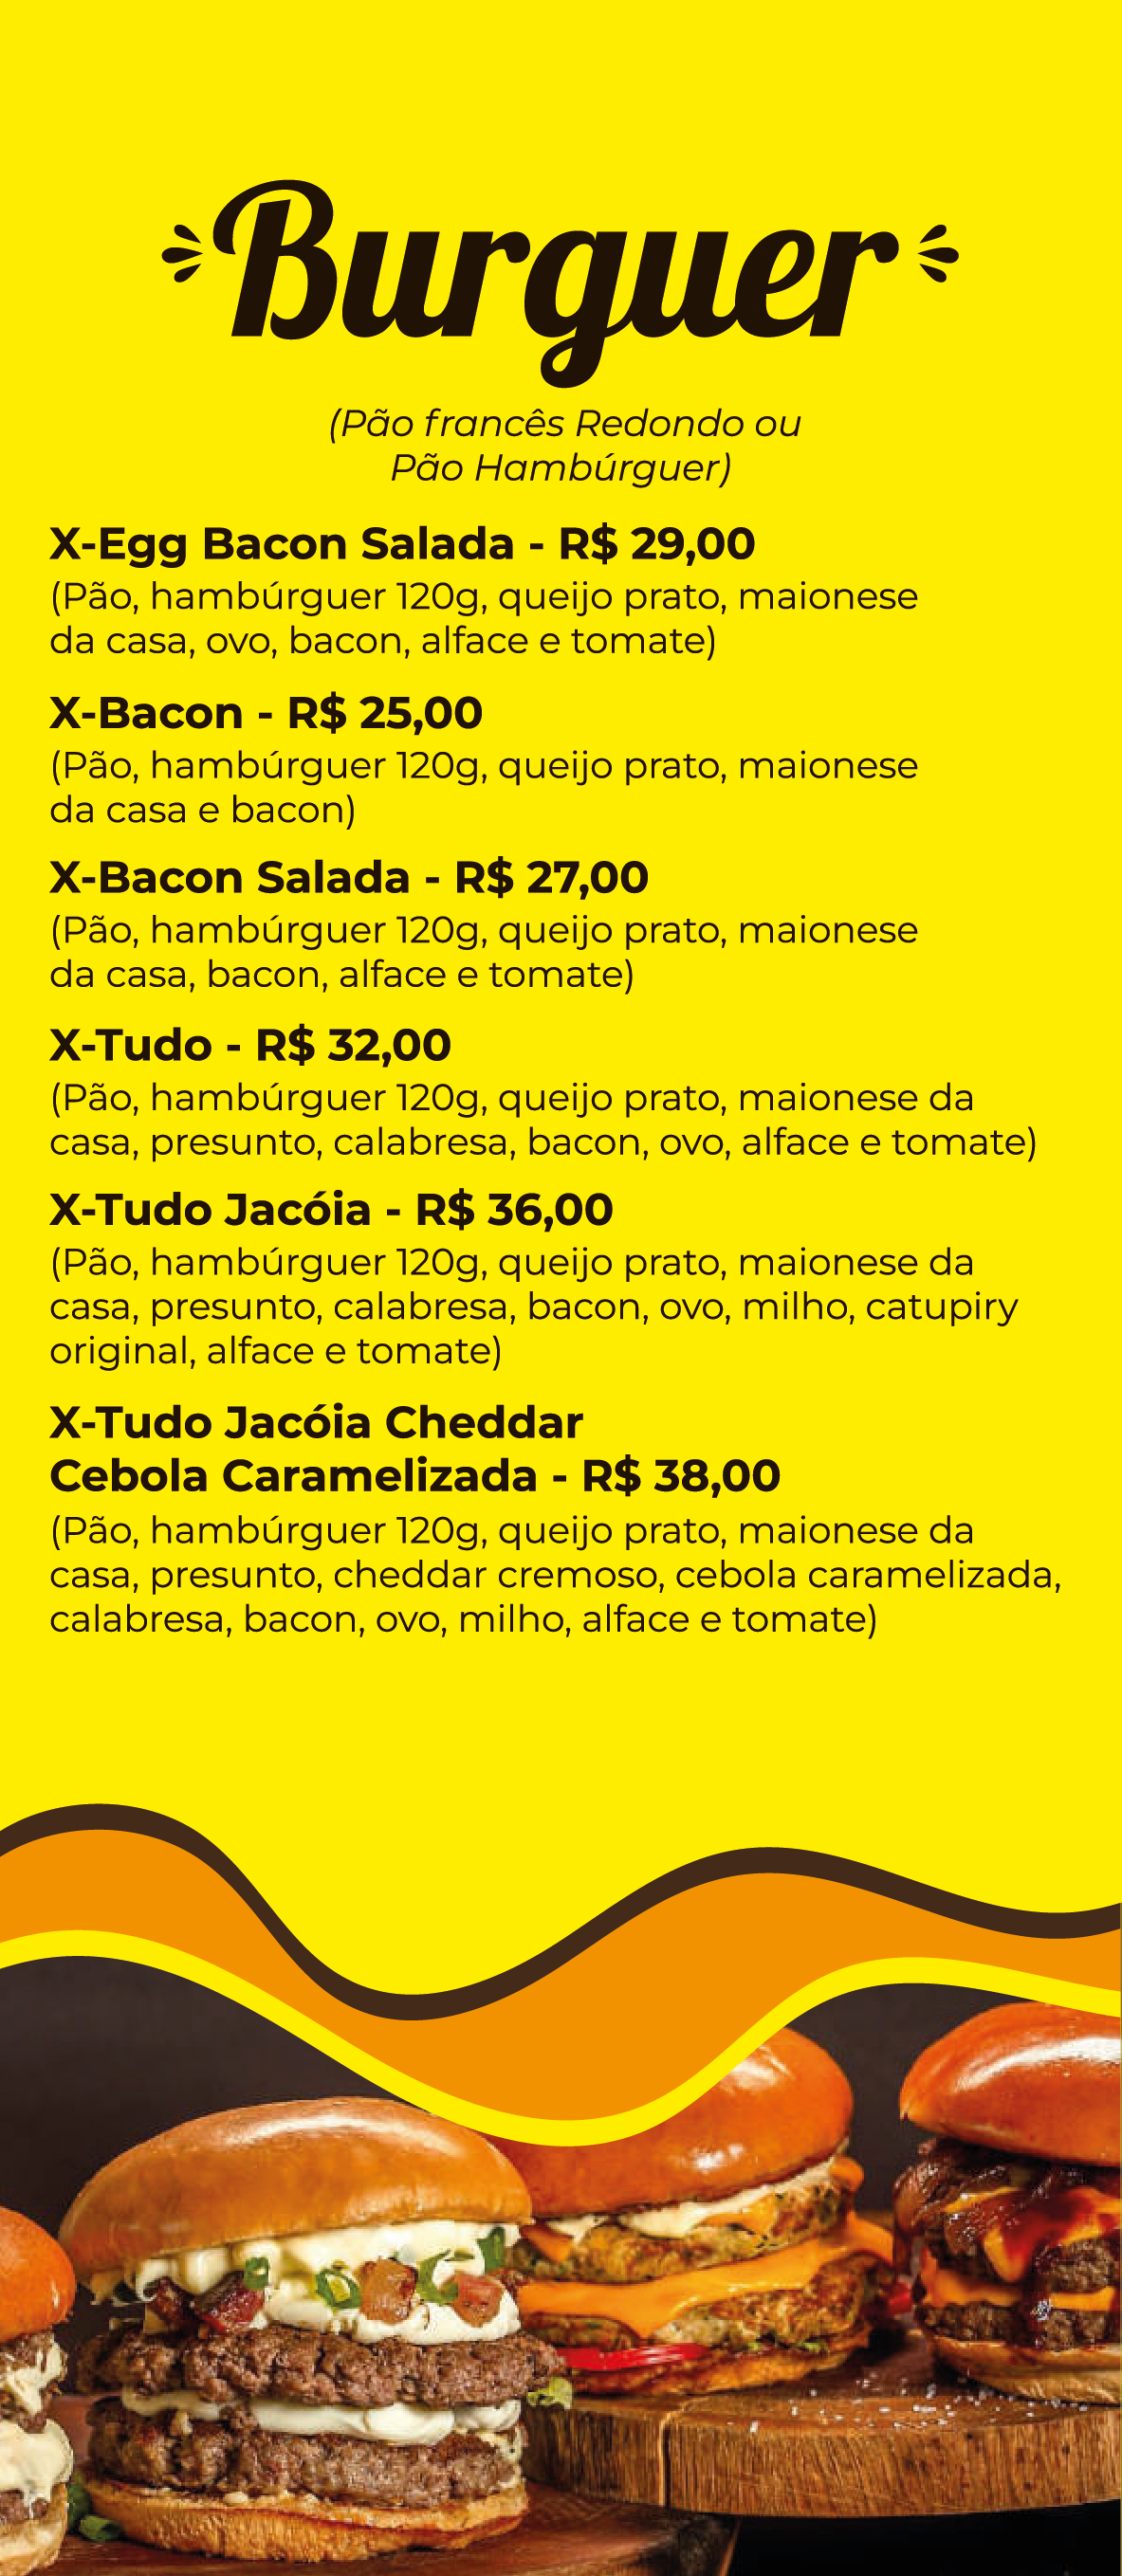 Burguer
(Pão francês Redondo ou
Pão Hambúrguer)
X-Egg Bacon Salada - R$ 29,00
(Pão, hambúrguer 120g, queijo prato, maionese
da casa, ovo, bacon, alface e tomate)
X-Bacon - R$ 25,00
(Pão, hambúrguer 120g, queijo prato, maionese
da casa e bacon)
X-Bacon Salada - R$ 27,00
(Pão, hambúrguer 120g, queijo prato, maionese
da casa, bacon, alface e tomate)
X-Tudo - R$ 32,00
(Pão, hambúrguer 120g, queijo prato, maionese da
casa, presunto, calabresa, bacon, ovo, alface e tomate)
X-Tudo Jacóia - R$ 36,00
(Pão, hambúrguer 120g, queijo prato, maionese da
casa, presunto, calabresa, bacon, ovo, milho, catupiry
original, alface e tomate)
X-Tudo Jacóia Cheddar
Cebola Caramelizada - R$ 38,00
(Pão, hambúrguer 120g, queijo prato, maionese da
casa, presunto, cheddar cremoso, cebola caramelizada,
calabresa, bacon, ovo, milho, alface e tomate)